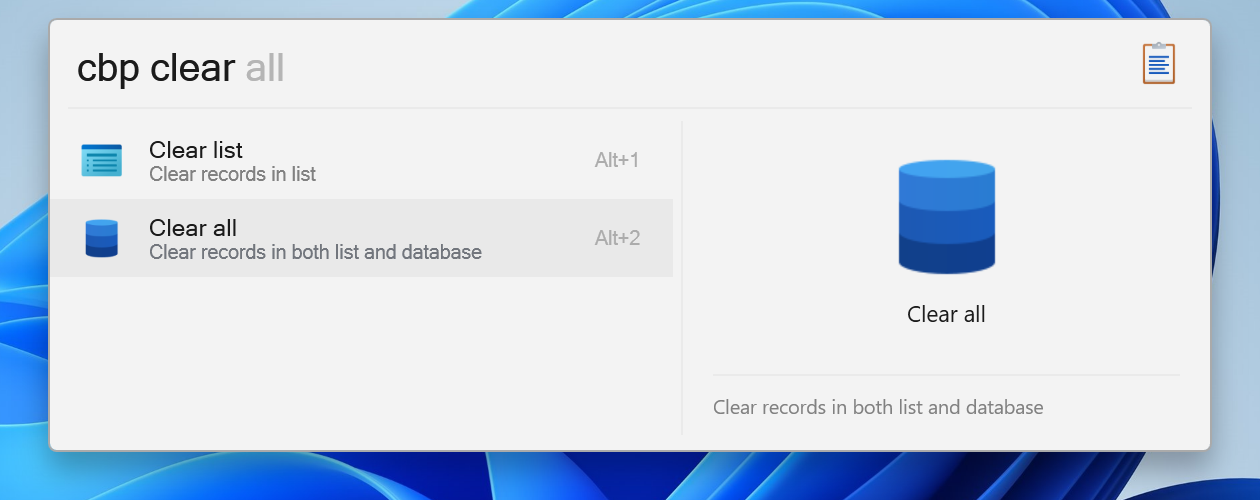 cbp clear all
Clear list
Clear records in list
Alt+1
Clear all
Clear records in both list and database
Alt+2
Clear all
Clear records in both list and database